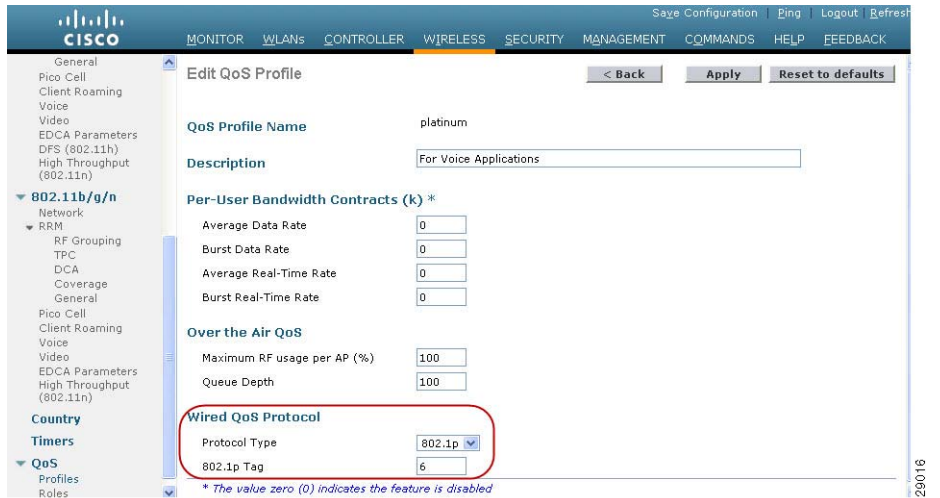 Save Configuration | Ping | Logout | Refresh
CISCO
MONITOR WLANs CONTROLLER WIRELESS SECURITY MANAGEMENT COMMANDS HELP FEEDBACK
General
Pico Cell
Client Roaming
Voice
Video
EDCA Parameters
DFS (802.11h)
High Throughput
(802.11n)
802.11b/g/n
Network
RRM
RF Grouping
TPC
DCA
Coverage
General
Pico Cell
Client Roaming
Voice
Video
EDCA Parameters
High Throughput
(802.11n)
Country
Timers
QoS
Profiles
Roles
Edit QoS Profile
< Back
Apply
Reset to defaults
QoS Profile Name platinum
Description For Voice Applications
Per-User Bandwidth Contracts (k) *
Average Data Rate 0
Burst Data Rate 0
Average Real-Time Rate 0
Burst Real-Time Rate 0
Over the Air QoS
Maximum RF usage per AP (%) 100
Queue Depth 100
Wired QoS Protocol
Protocol Type 802.1p
802.1p Tag 6
* The value zero (0) indicates the feature is disabled
29016